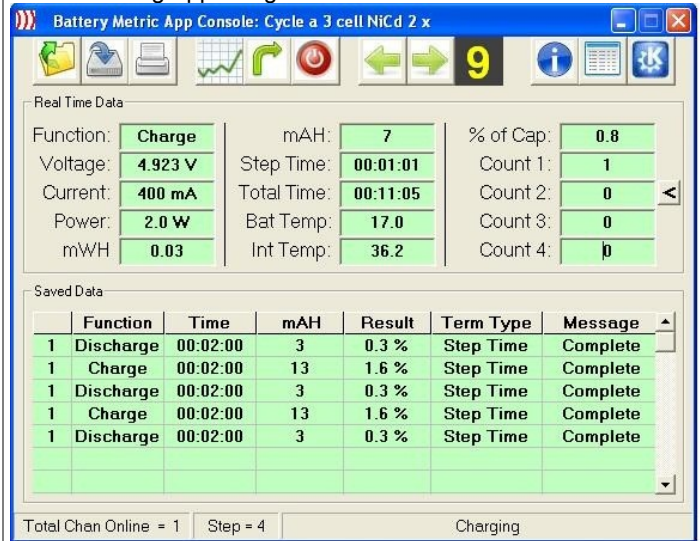 Battery Metric App Console: Cycle a 3 cell NiCd 2 x
9
Real Time Data
Function: Charge mAH: 7 % of Cap: 0.8
Voltage: 4.923 V Step Time: 00:01:01 Count 1: 1
Current: 400 mA Total Time: 00:11:05 Count 2: 0 <
Power: 2.0 W Bat Temp: 17.0 Count 3: 0
mWH 0.03 Int Temp: 36.2 Count 4: 0
Saved Data
Function Time mAH Result Term Type Message
1 Discharge 00:02:00 3 0.3 % Step Time Complete
1 Charge 00:02:00 13 1.6 % Step Time Complete
1 Discharge 00:02:00 3 0.3 % Step Time Complete
1 Charge 00:02:00 13 1.6 % Step Time Complete
1 Discharge 00:02:00 3 0.3 % Step Time Complete
Total Chan Online = 1 Step = 4 Charging